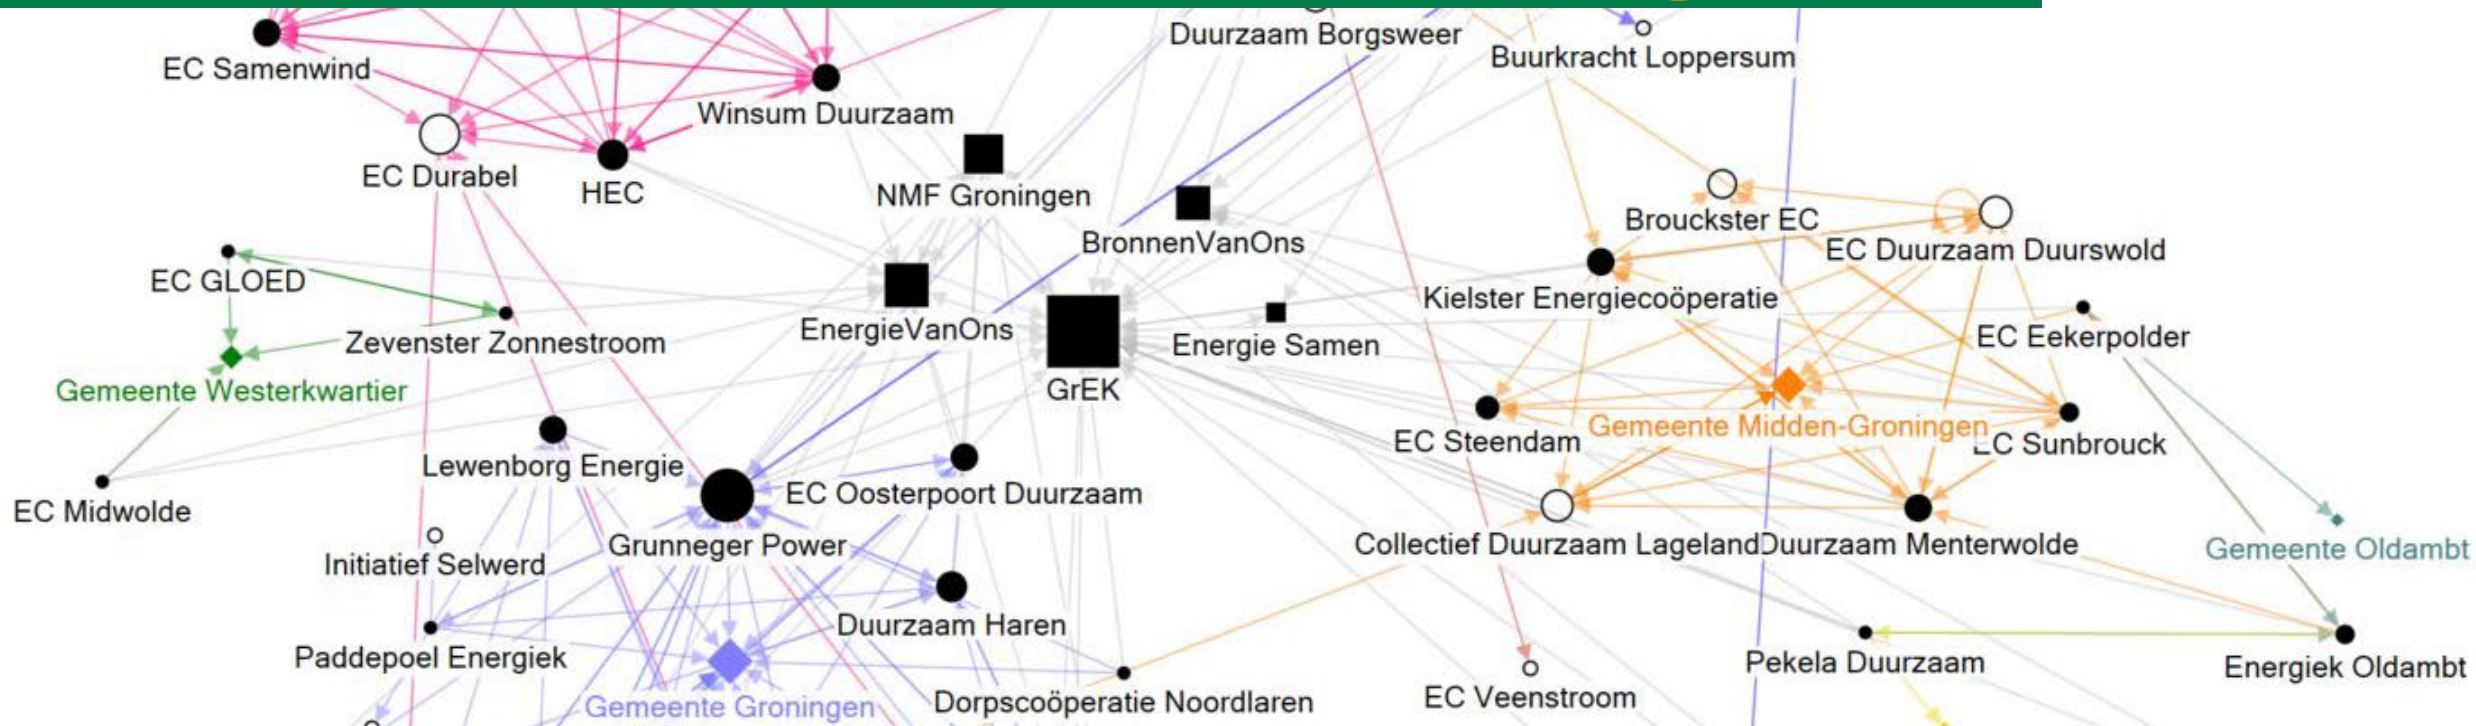 Duurzaam Borgsweer
Buurkracht Loppersum
EC Samenwind
Winsum Duurzaam
EC Durabel
HEC
NMF Groningen
BronnenVanOns
Brouckster EC
EC Duurzaam Duurswold
EC GLOED
Kielster Energiecoöperatie
Zevenster Zonnestroom
EnergieVanOns
Energie Samen
EC Eekerpolder
Gemeente Westerkwartier
GrEK
Gemeente Midden-Groningen
EC Steendam
EC Sunbrouck
Lewenborg Energie
EC Oosterpoort Duurzaam
EC Midwolde
Grunneger Power
Collectief Duurzaam Lageland
Duurzaam Menterwolde
Gemeente Oldambt
Initiatief Selwerd
Duurzaam Haren
Paddepoel Energiek
Pekela Duurzaam
Energiek Oldambt
Gemeente Groningen
Dorpscoöperatie Noordlaren
EC Veenstroom